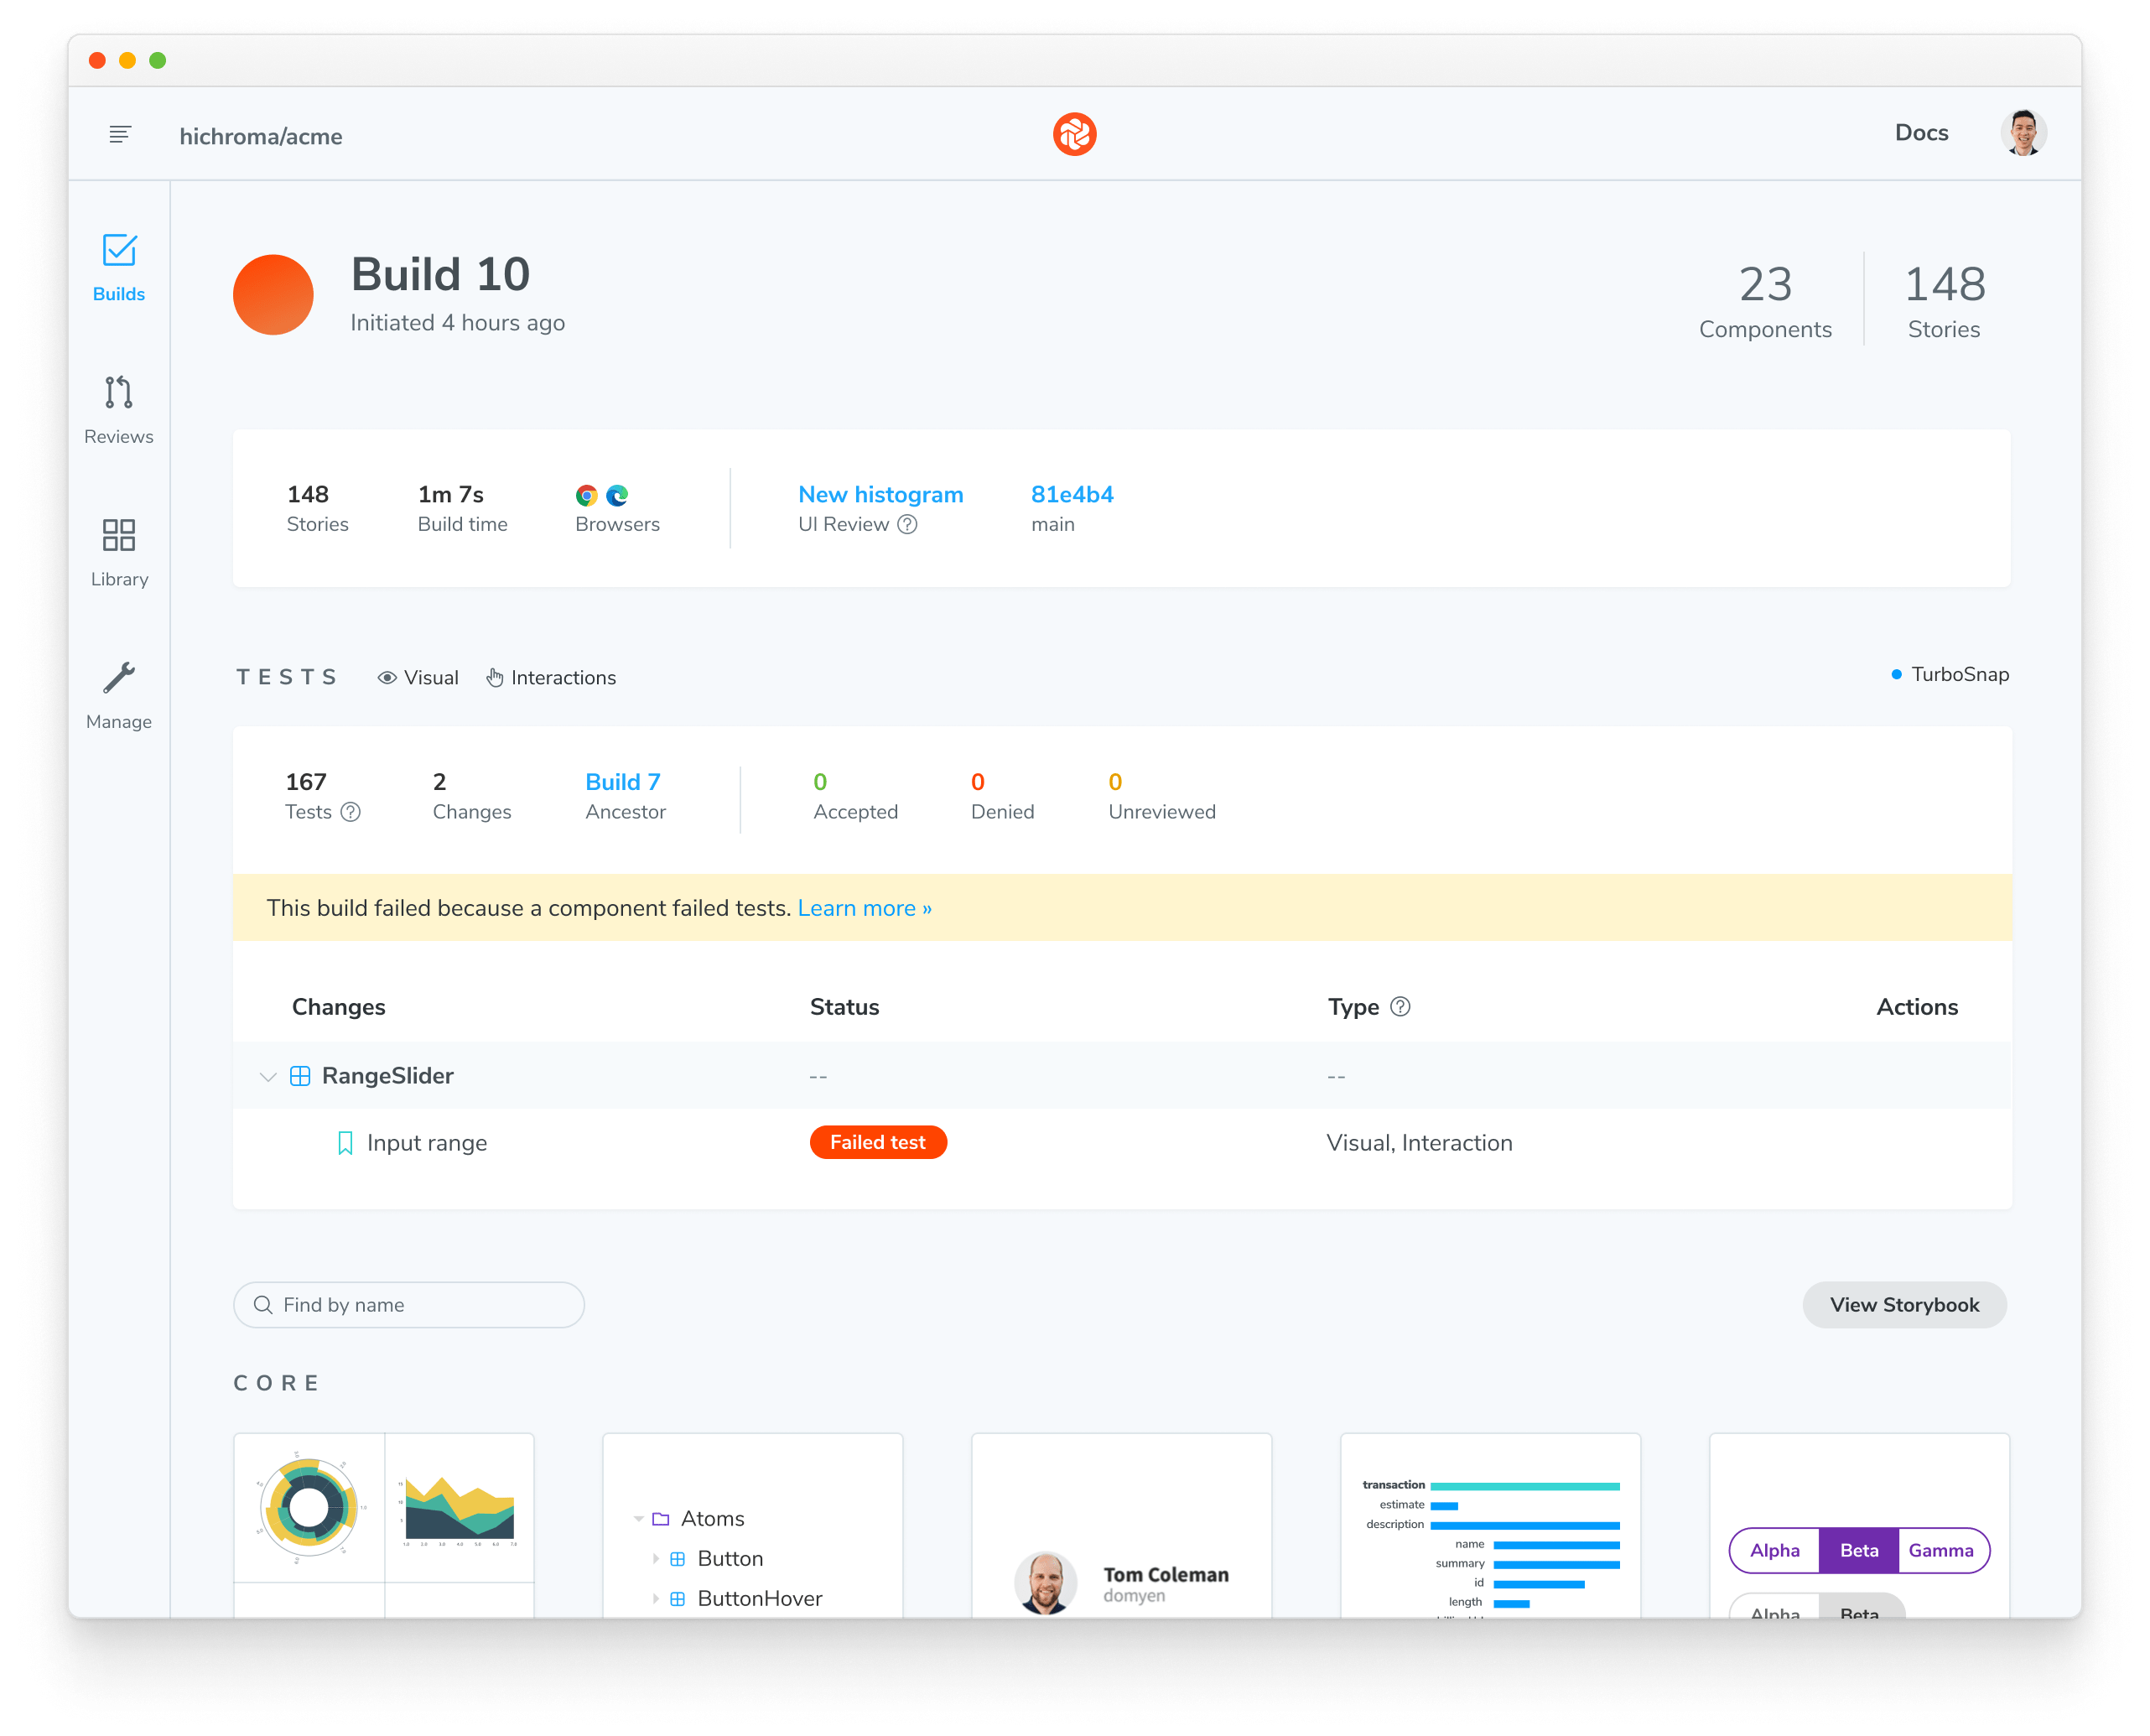 hichroma/acme
Docs
Builds
Reviews
Library
Manage
Build 10
Initiated 4 hours ago
23
Components
148
Stories
148
Stories
1m 7s
Build time
Browsers
New histogram
UI Review ?
81e4b4
main
TESTS
Visual
Interactions
TurboSnap
167
Tests ?
2
Changes
Build 7
Ancestor
0
Accepted
0
Denied
0
Unreviewed
This build failed because a component failed tests. Learn more »
Changes Status Type ? Actions
RangeSlider -- --
Input range Failed test Visual, Interaction
Find by name
View Storybook
CORE
Atoms
Button
ButtonHover
Tom Coleman
domyen
transaction
estimate
description
name
summary
id
length
Alpha Beta Gamma
Alpha Beta